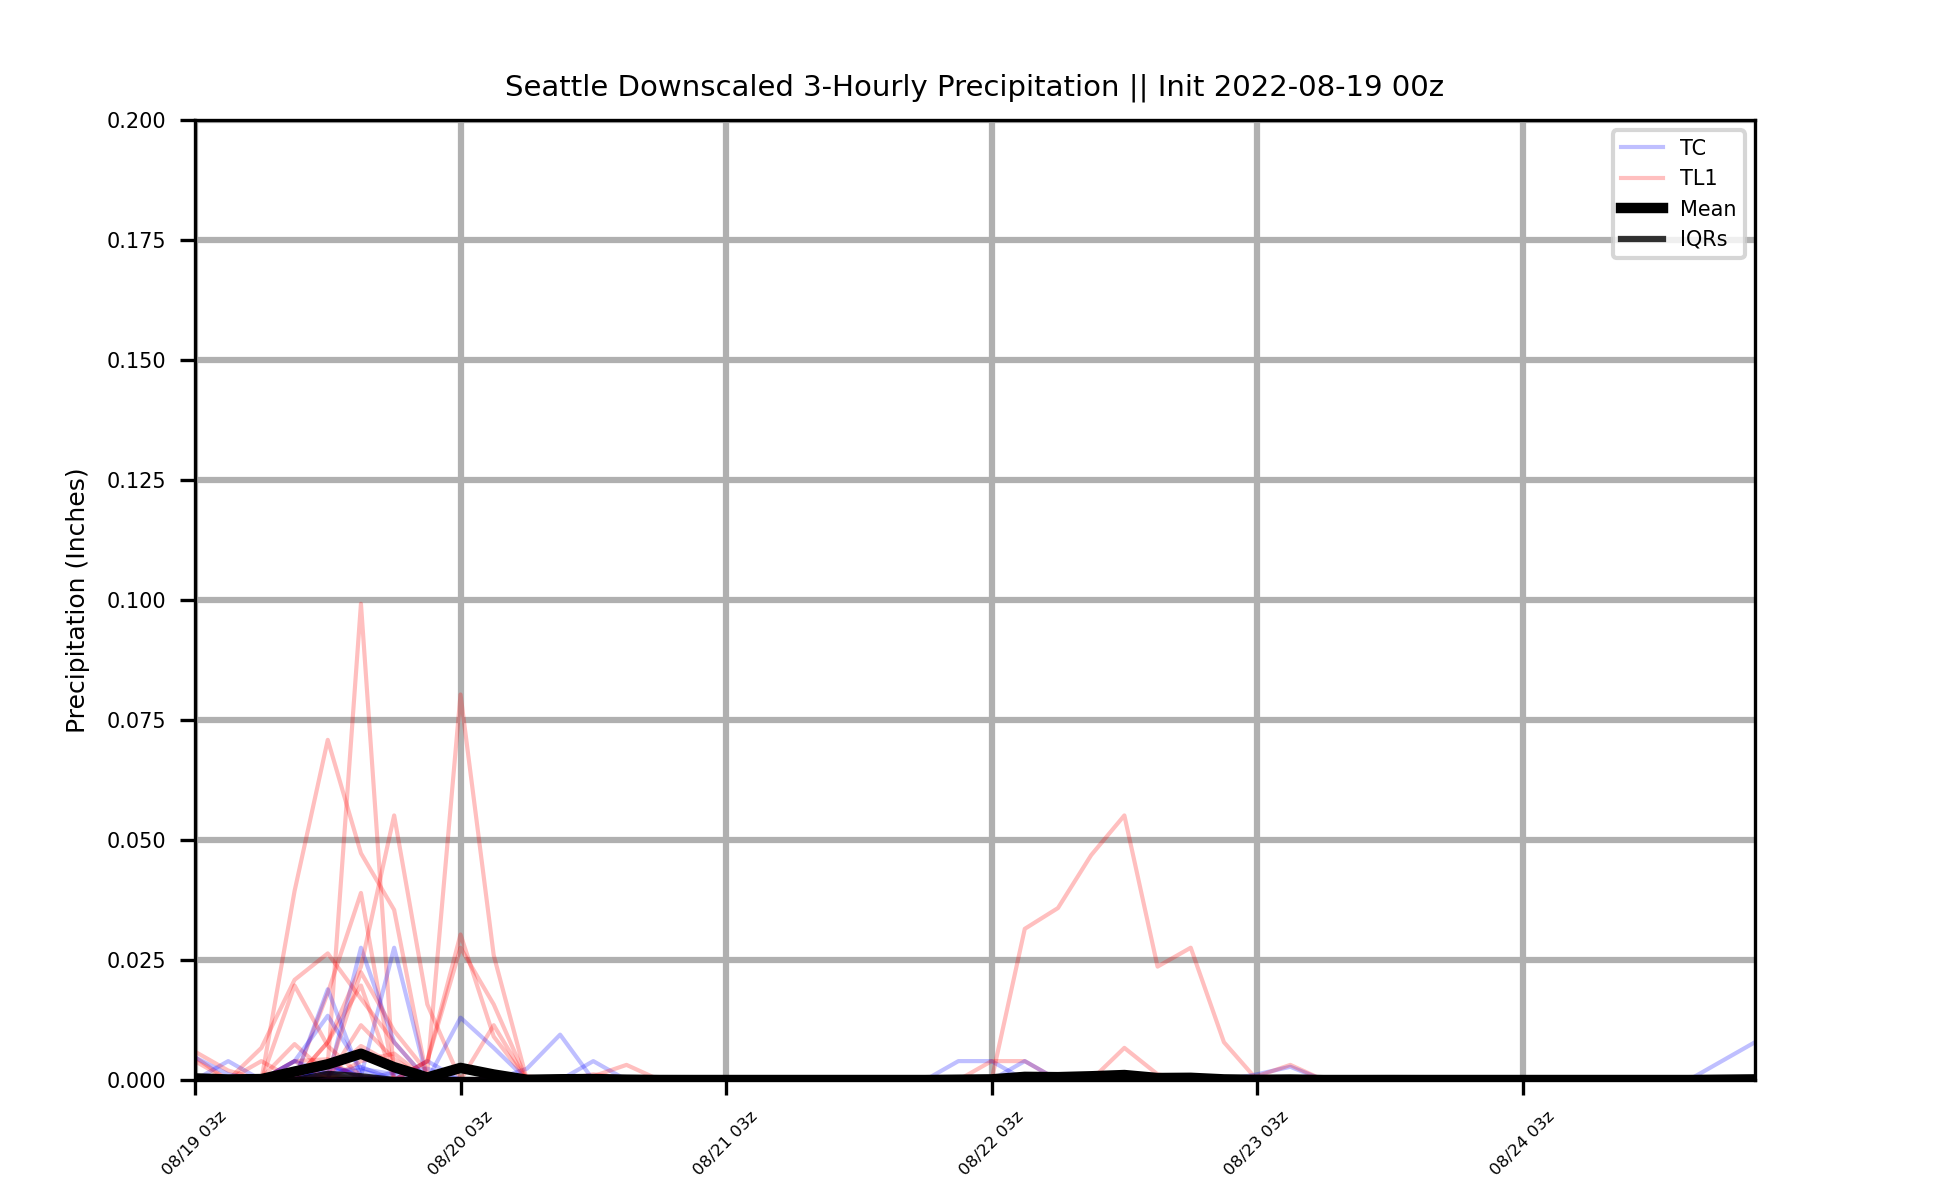 Seattle Downscaled 3-Hourly Precipitation || Init 2022-08-19 00z
TC
TL1
Mean
IQRs
Precipitation (Inches)
0.200
0.175
0.150
0.125
0.100
0.075
0.050
0.025
0.000
08/19 03z
08/20 03z
08/21 03z
08/22 03z
08/23 03z
08/24 03z